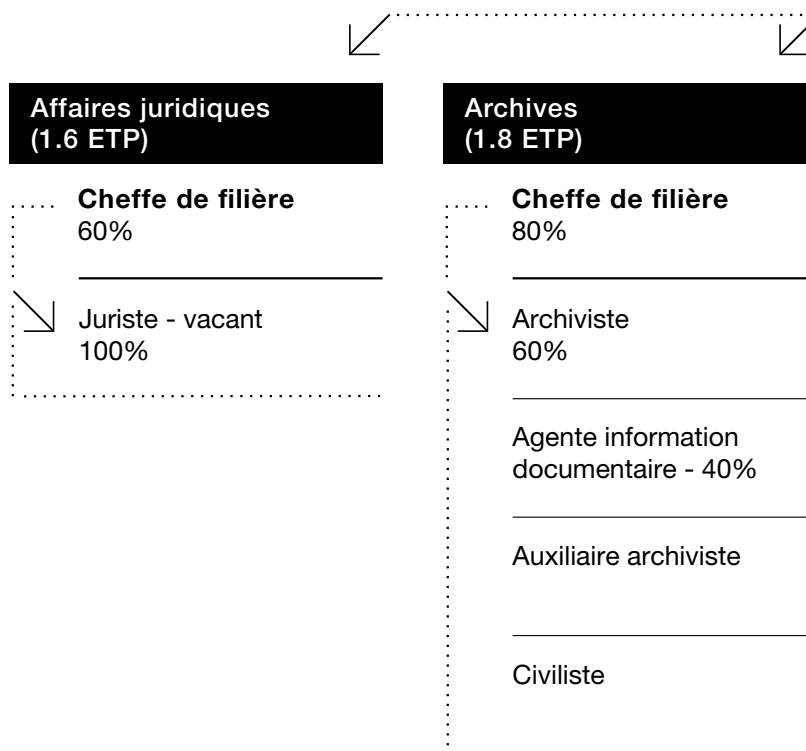 Affaires juridiques
(1.6 ETP)
Cheffe de filière
60%
Juriste - vacant
100%
Archives
(1.8 ETP)
Cheffe de filière
80%
Archiviste
60%
Agente information
documentaire - 40%
Auxiliaire archiviste
Civiliste